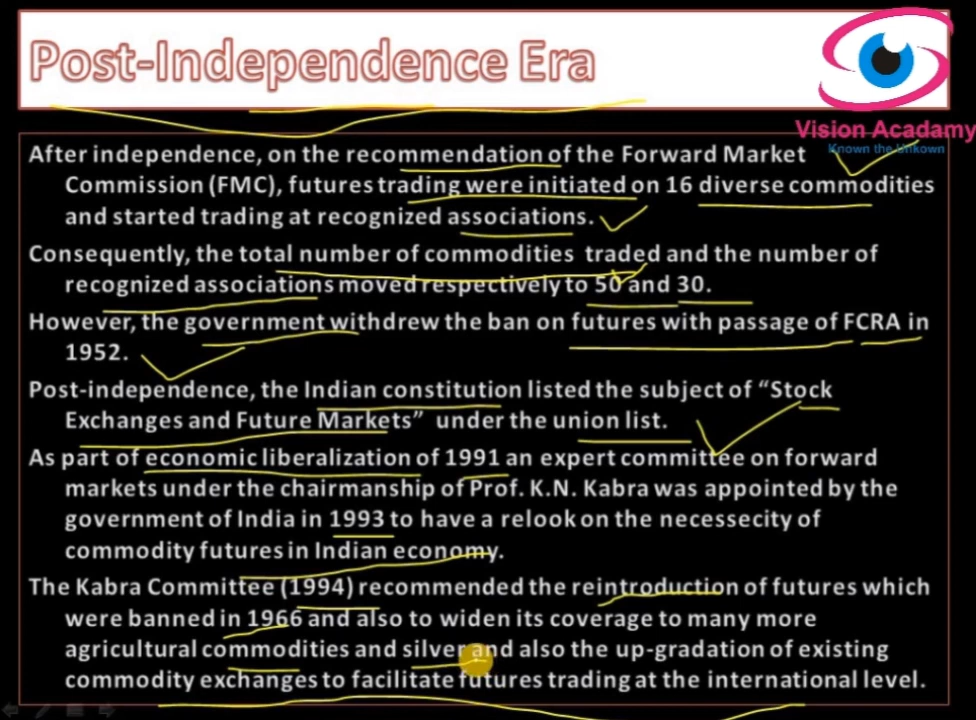 Post-Independence Era
Vision Acadamy
Known the Unkown
After independence, on the recommendation of the Forward Market
Commission (FMC), futures trading were initiated on 16 diverse commodities
and started trading at recognized associations.
Consequently, the total number of commodities traded and the number of
recognized associations moved respectively to 50 and 30.
However, the government withdrew the ban on futures with passage of FCRA in
1952.
Post-independence, the Indian constitution listed the subject of “Stock
Exchanges and Future Markets” under the union list.
As part of economic liberalization of 1991 an expert committee on forward
markets under the chairmanship of Prof. K.N. Kabra was appointed by the
government of India in 1993 to have a relook on the necessecity of
commodity futures in Indian economy.
The Kabra Committee (1994) recommended the reintroduction of futures which
were banned in 1966 and also to widen its coverage to many more
agricultural commodities and silver and also the up-gradation of existing
commodity exchanges to facilitate futures trading at the international level.